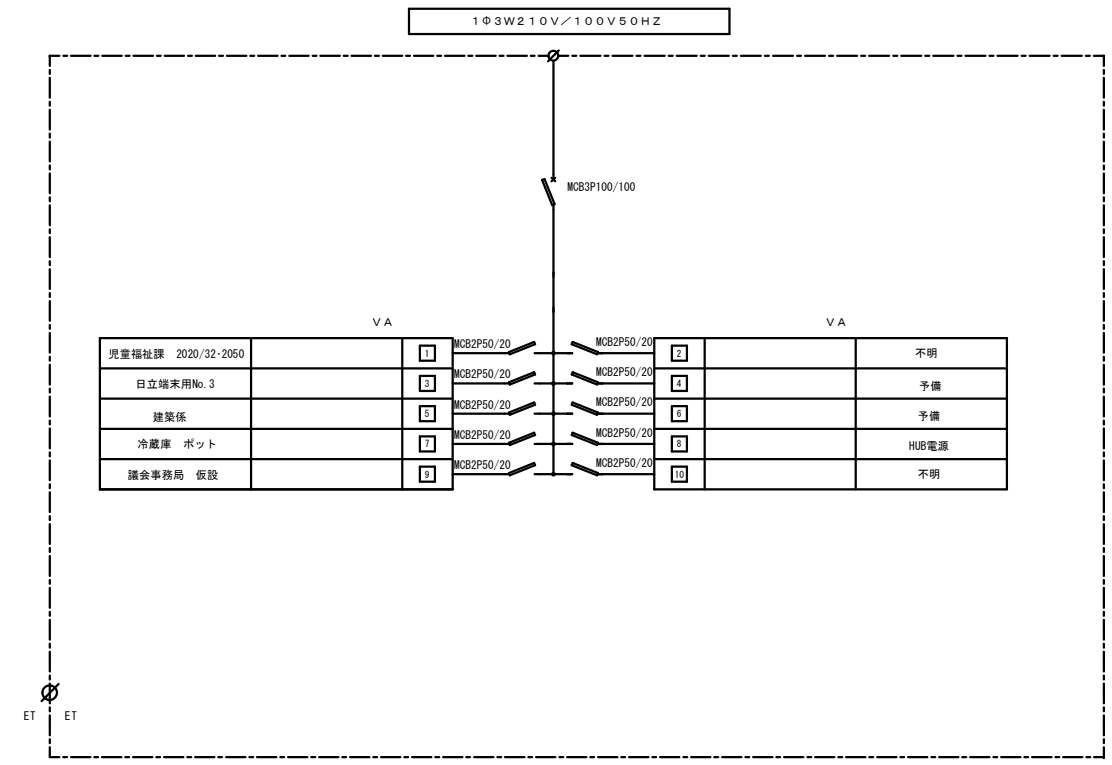 1Φ3W210V/100V50HZ
MCB3P100/100
VA VA
児童福祉課 2020/32・2050 1 MCB2P50/20 MCB2P50/20 2 不明
日立端末用No.3 3 MCB2P50/20 MCB2P50/20 4 予備
建築係 5 MCB2P50/20 MCB2P50/20 6 予備
冷蔵庫 ポット 7 MCB2P50/20 MCB2P50/20 8 HUB電源
議会事務局 仮設 9 MCB2P50/20 MCB2P50/20 10 不明
ET ET